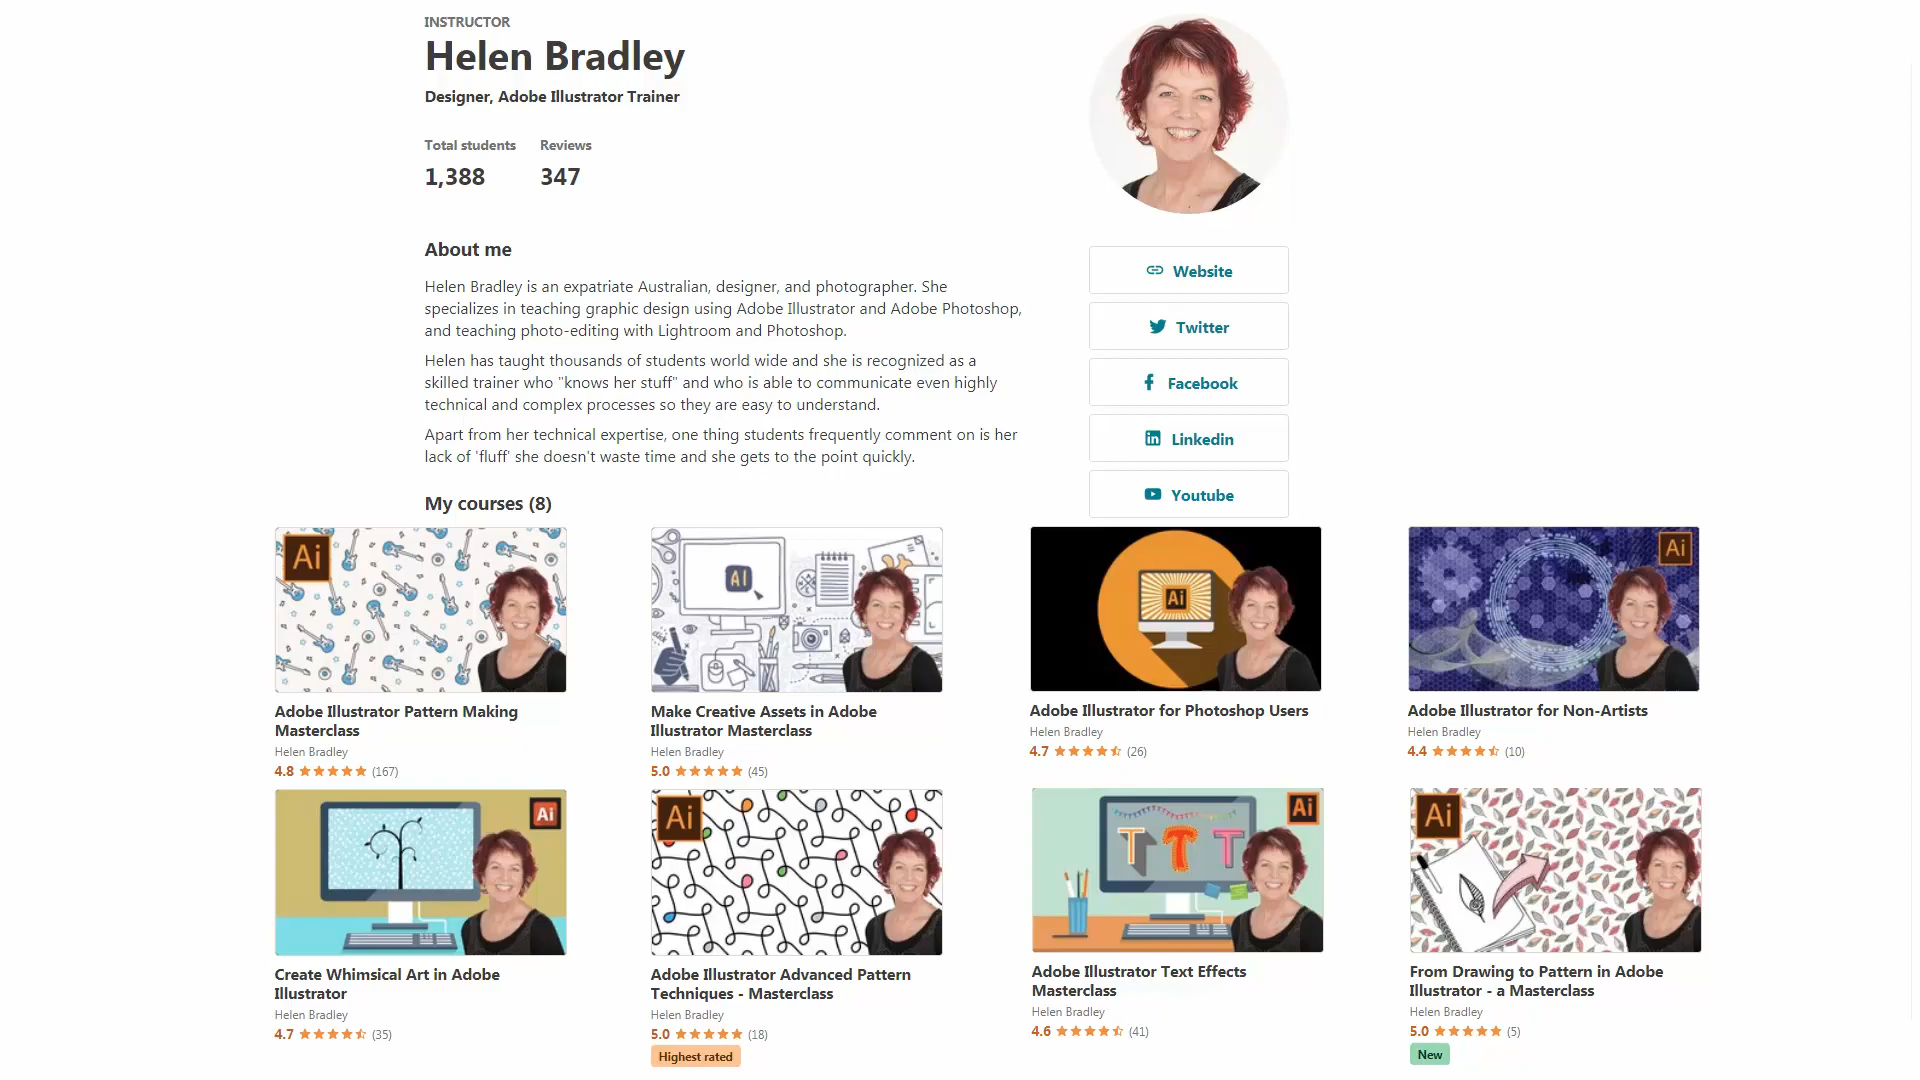 INSTRUCTOR
Helen Bradley
Designer, Adobe Illustrator Trainer
Total students Reviews
1,388 347
About me
Helen Bradley is an expatriate Australian, designer, and photographer. She
specializes in teaching graphic design using Adobe Illustrator and Adobe Photoshop,
and teaching photo-editing with Lightroom and Photoshop.
Helen has taught thousands of students world wide and she is recognized as a
skilled trainer who "knows her stuff" and who is able to communicate even highly
technical and complex processes so they are easy to understand.
Apart from her technical expertise, one thing students frequently comment on is her
lack of 'fluff' she doesn't waste time and she gets to the point quickly.
Website
Twitter
Facebook
Linkedin
Youtube
My courses (8)
Ai
Adobe Illustrator Pattern Making
Masterclass
Helen Bradley
4.8 (167)
AI
Make Creative Assets in Adobe
Illustrator Masterclass
Helen Bradley
5.0 (45)
Ai
Adobe Illustrator for Photoshop Users
Helen Bradley
4.7 (26)
Ai
Adobe Illustrator for Non-Artists
Helen Bradley
4.4 (10)
Ai
Create Whimsical Art in Adobe
Illustrator
Helen Bradley
4.7 (35)
Ai
Adobe Illustrator Advanced Pattern
Techniques - Masterclass
Helen Bradley
5.0 (18)
Highest rated
Ai
T T T
Adobe Illustrator Text Effects
Masterclass
Helen Bradley
4.6 (41)
Ai
From Drawing to Pattern in Adobe
Illustrator - a Masterclass
Helen Bradley
5.0 (5)
New